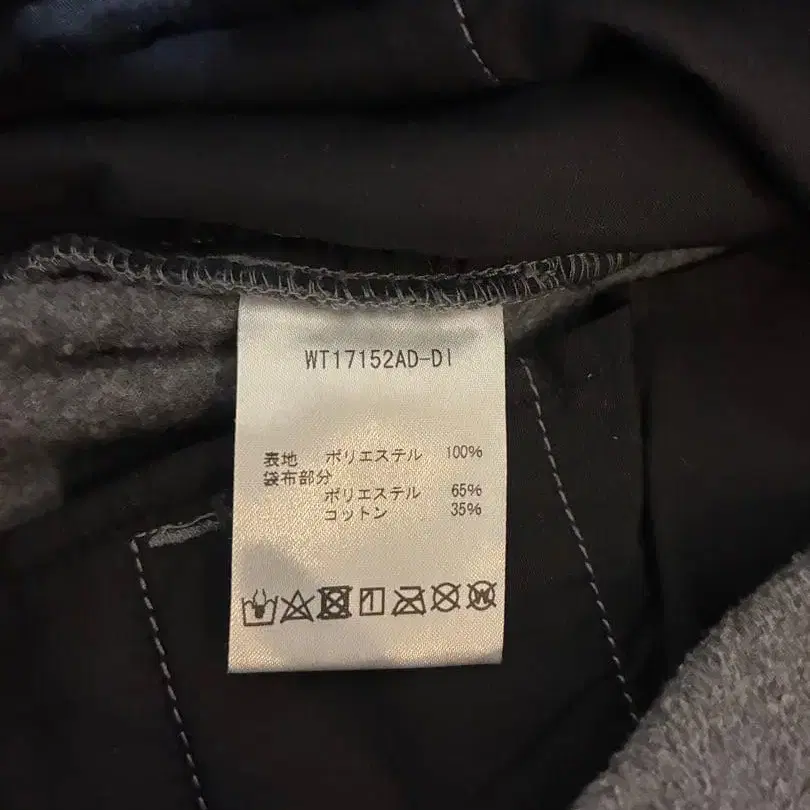 WT17152AD-DI
表地 ポリエステル 100%
袋布部分
ポリエステル 65%
コットン 35%